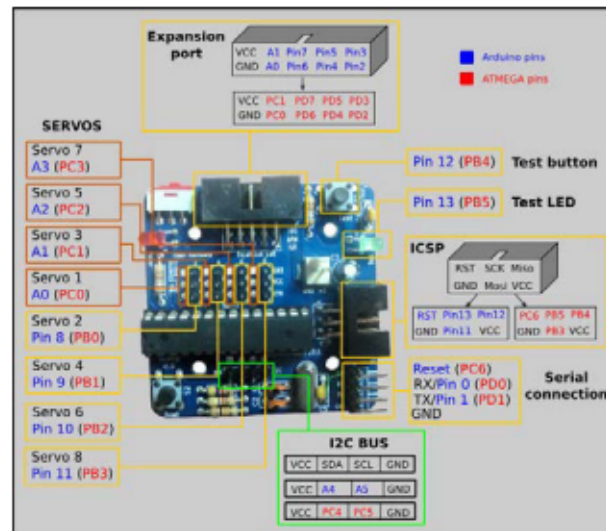 Expansion port
VCC A1 Pin7 Pin5 Pin3
GND A0 Pin6 Pin4 Pin2
VCC PC1 PD7 PD5 PD3
GND PC0 PD6 PD4 PD2
Arduino pins
ATMEGA pins
SERVOS
Servo 7
A3 (PC3)
Servo 5
A2 (PC2)
Servo 3
A1 (PC1)
Servo 1
A0 (PC0)
Servo 2
Pin 8 (PB0)
Servo 4
Pin 9 (PB1)
Servo 6
Pin 10 (PB2)
Servo 8
Pin 11 (PB3)
Pin 12 (PB4) Test button
Pin 13 (PB5) Test LED
ICSP
RST SCK Miso
GND Mosi VCC
RST Pin13 Pin12
GND Pin11 VCC
PC6 PB5 PB4
GND PB3 VCC
Reset (PC6)
RX/Pin 0 (PD0)
TX/Pin 1 (PD1)
GND
Serial connection
I2C BUS
VCC SDA SCL GND
VCC A4 A5 GND
VCC PC4 PC5 GND